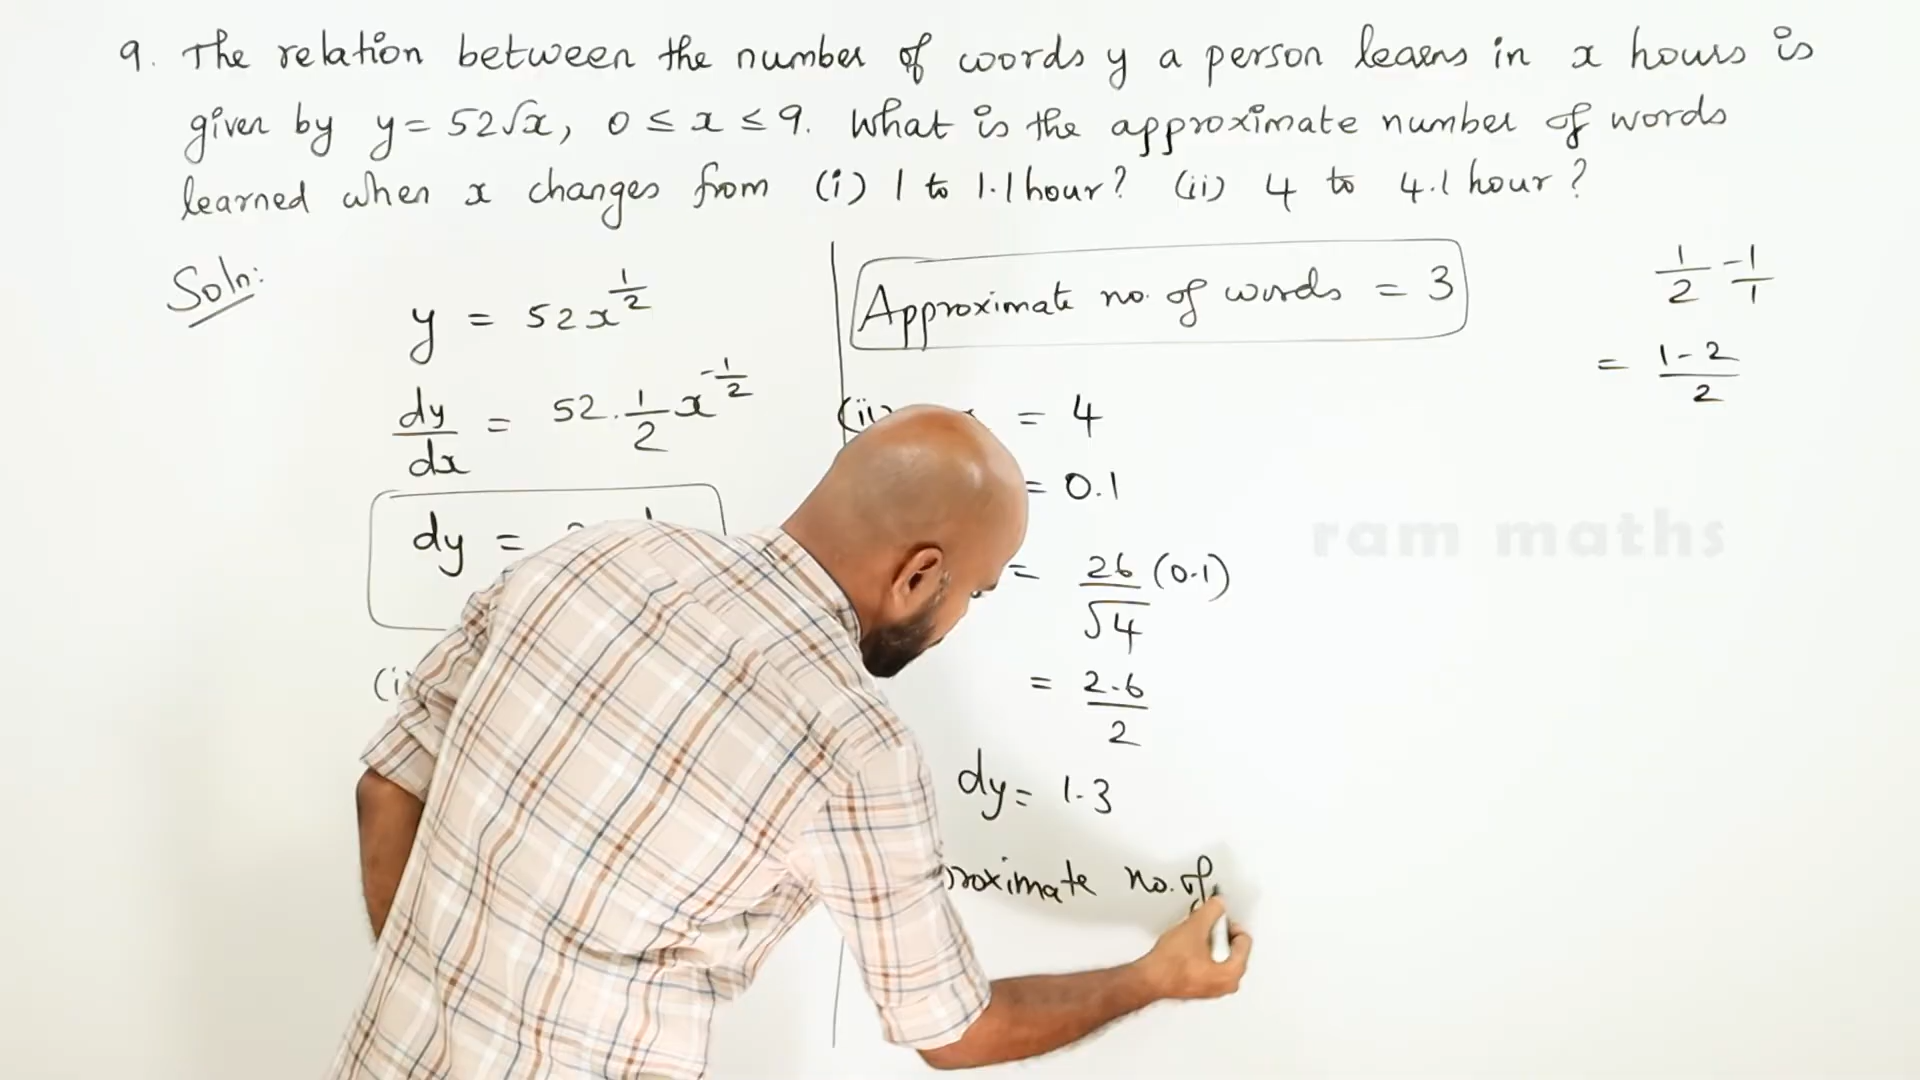 9. The relation between the number of words y a person learns in x hours is
given by y = 52√x, 0 ≤ x ≤ 9. What is the approximate number of words
learned when x changes from (i) 1 to 1.1 hour? (ii) 4 to 4.1 hour?
Soln:
y = 52x^(1/2)
dy/dx = 52 . 1/2 x^(-1/2)
dy =
(i)
Approximate no. of words = 3
(ii) = 4
= 0.1
= 26/√4 (0.1)
= 2.6/2
dy = 1.3
no. of
1/2 - 1/1
= (1-2)/2
ram maths